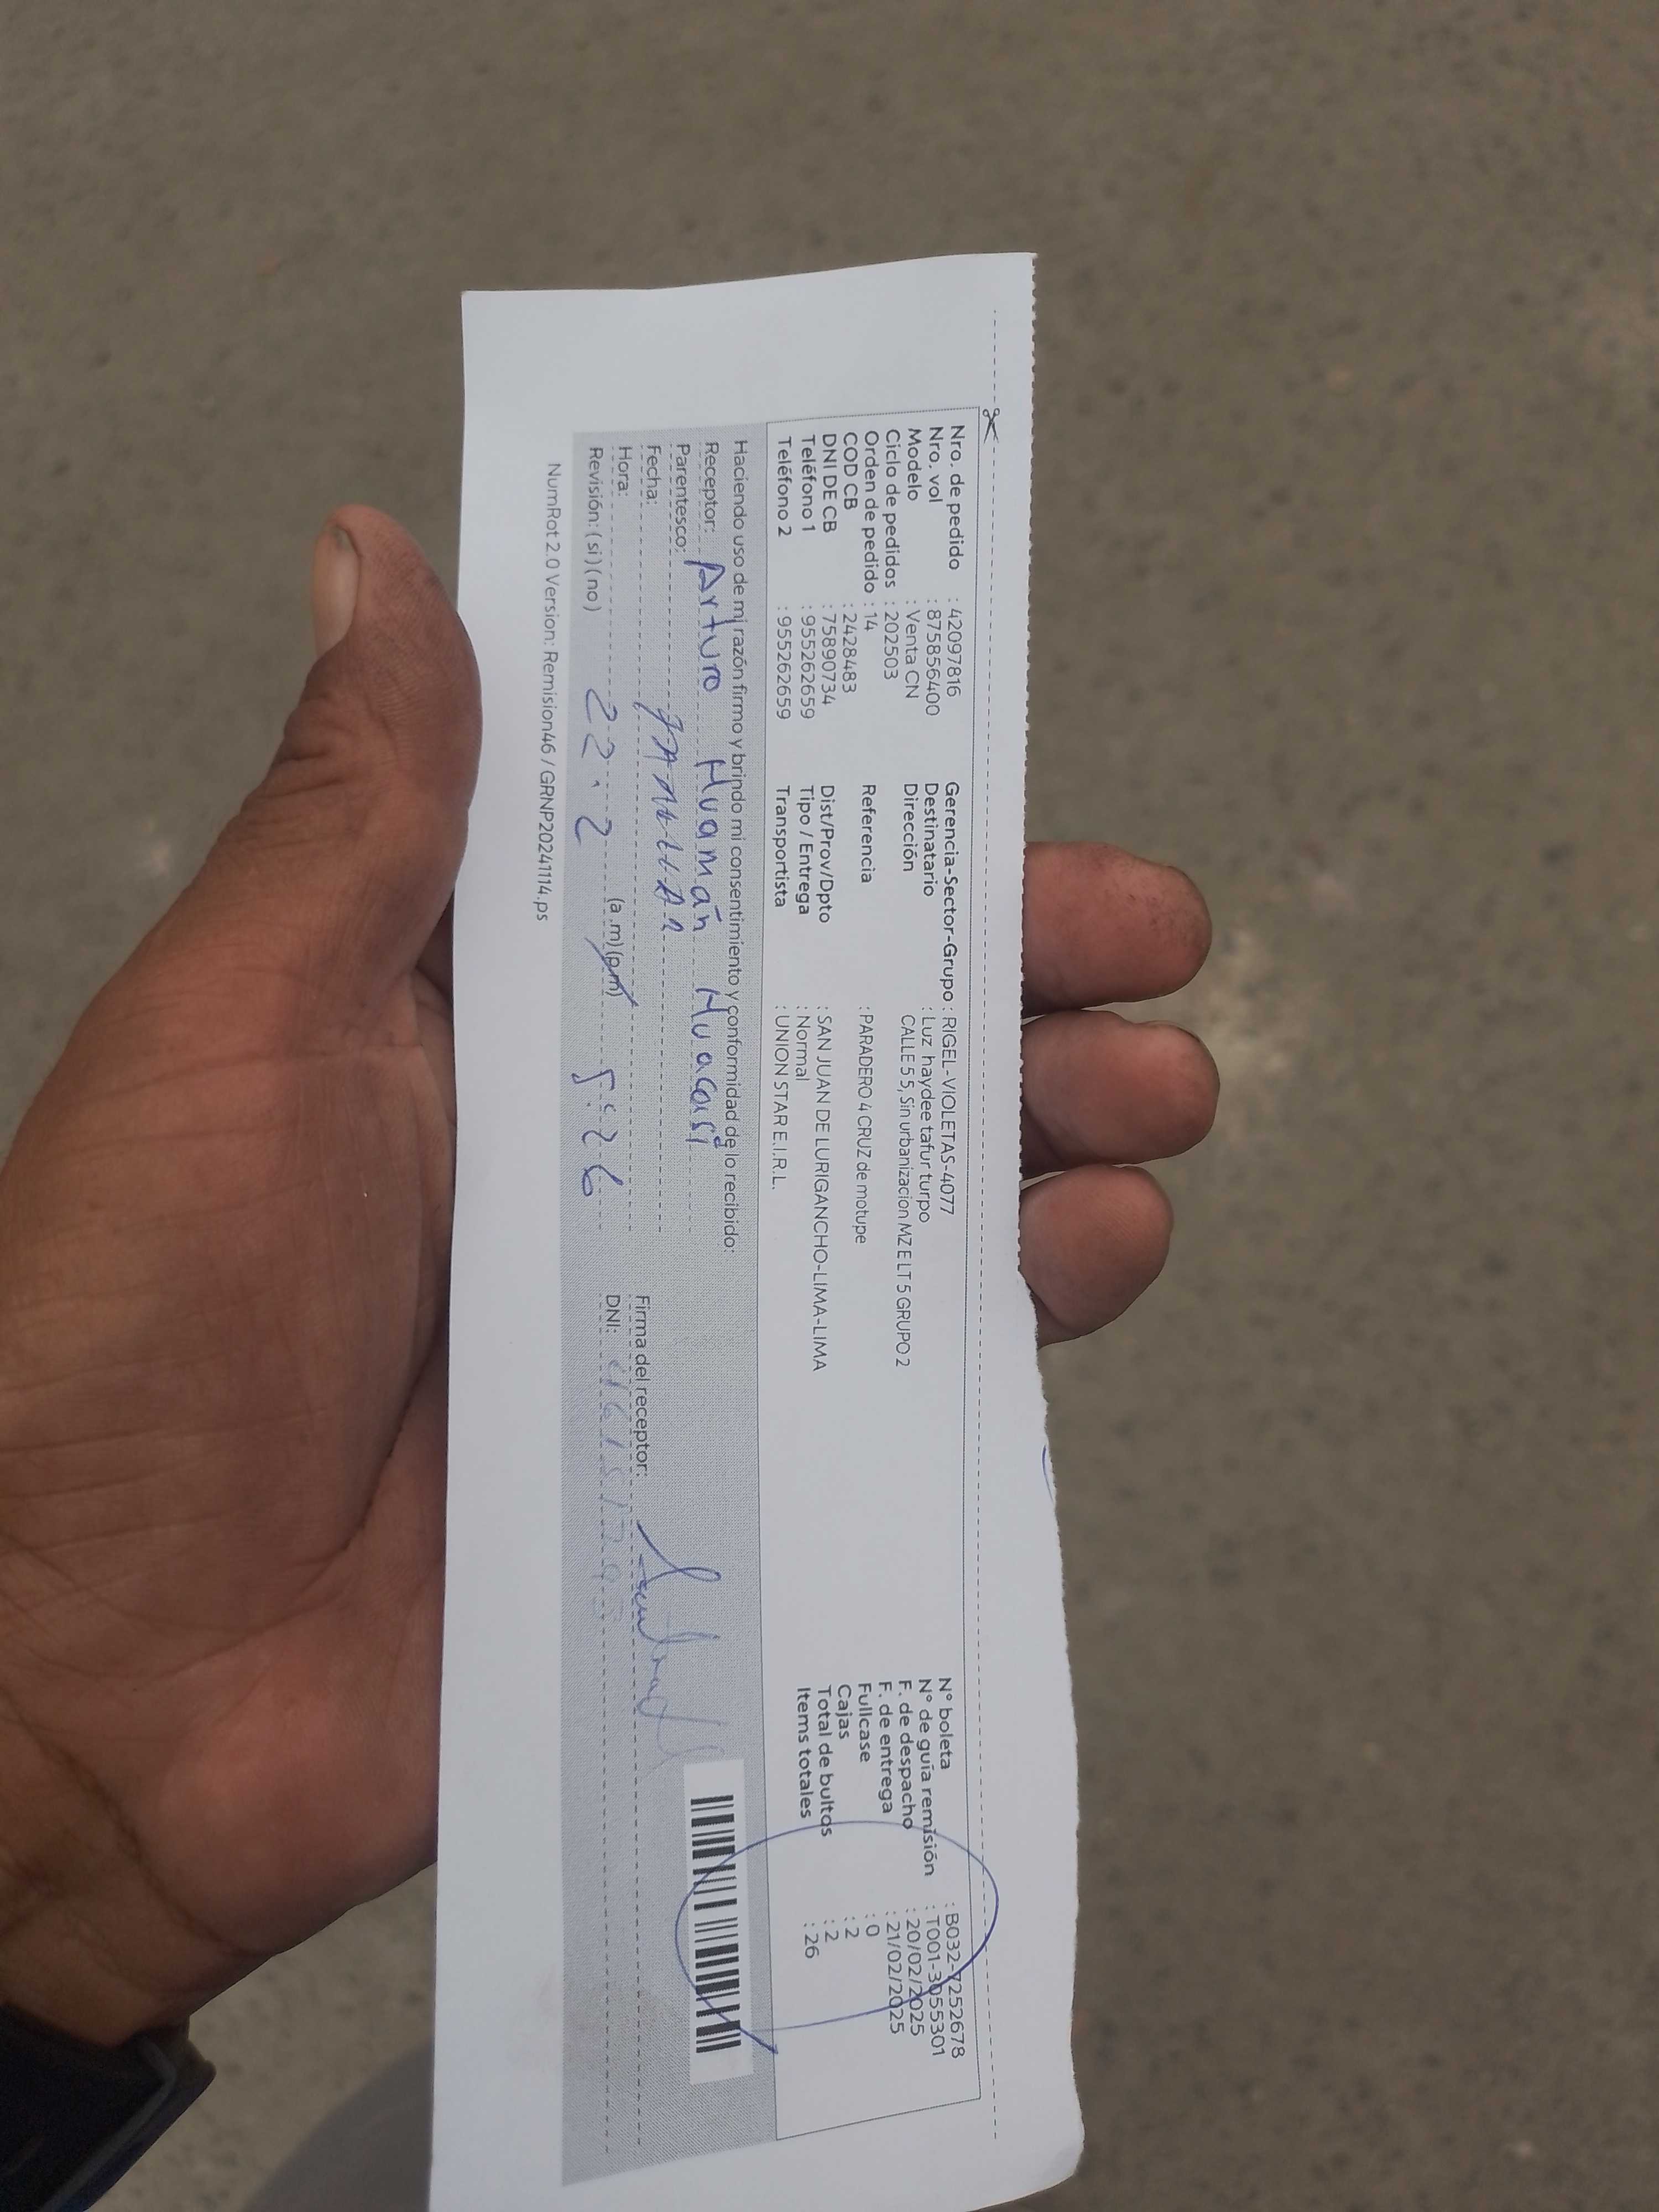 Nro. de pedido : 42097816
Nro. vol : 875856400
Modelo : Venta CN
Ciclo de pedidos : 202503
Orden de pedido : 14
COD CB : 2428483
DNI DE CB : 75890734
Teléfono 1 : 955262659
Teléfono 2 : 955262659
Gerencia-Sector-Grupo : RIGEL-VIOLETAS-4077
Destinatario : Luz haydee tafur turpo
Dirección CALLE 5 5, Sin urbanizacion MZ E LT 5 GRUPO 2
Referencia : PARADERO 4 CRUZ de motupe
Dist/Prov/Dpto : SAN JUAN DE LURIGANCHO-LIMA-LIMA
Tipo / Entrega : Normal
Transportista : UNION STAR E.I.R.L.
N° boleta : B032-7252678
N° de guía remisión : T001-3055301
F. de despacho : 20/02/2025
F. de entrega : 21/02/2025
Fullcase : 0
Cajas : 2
Total de bultos : 2
Items totales : 26
Haciendo uso de mi razón firmo y brindo mi consentimiento y conformidad de lo recibido:
Receptor: Arturo Huamán Huacasi
Parentesco:
Fecha:
Hora: (a.m)(pm)
Revisión: (si)(no) 22.2 5:26
Firma del receptor:
DNI:
NumRot 2.0 Version: Remision46 / GRNP20241114.ps